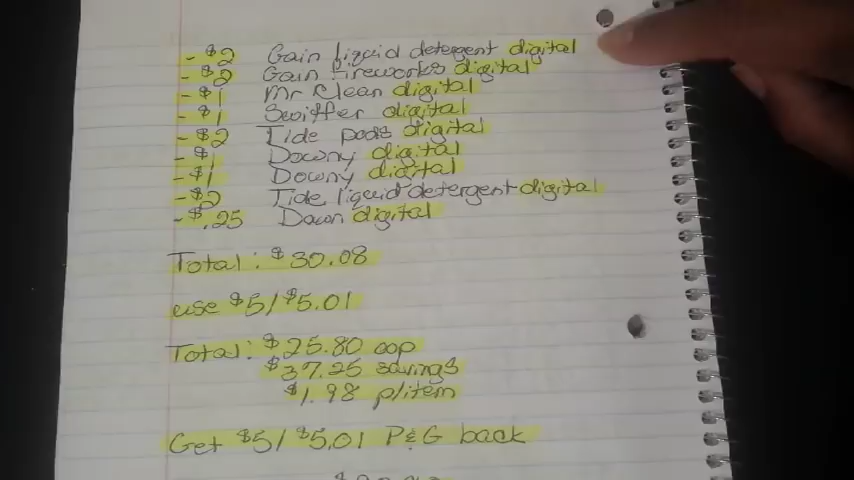 - $2 Gain liquid detergent digital
- $2 Gain fireworks digital
- $1 Mr Clean digital
- $1 Swiffer digital
- $2 Tide pods digital
- $1 Downy digital
- $1 Downy digital
- $2 Tide liquid detergent digital
- $.25 Dawn digital
Total: $30.08
use $5/$5.01
Total: $25.80 oop
$37.25 savings
$1.98 p/item
Get $5/$5.01 P&G back